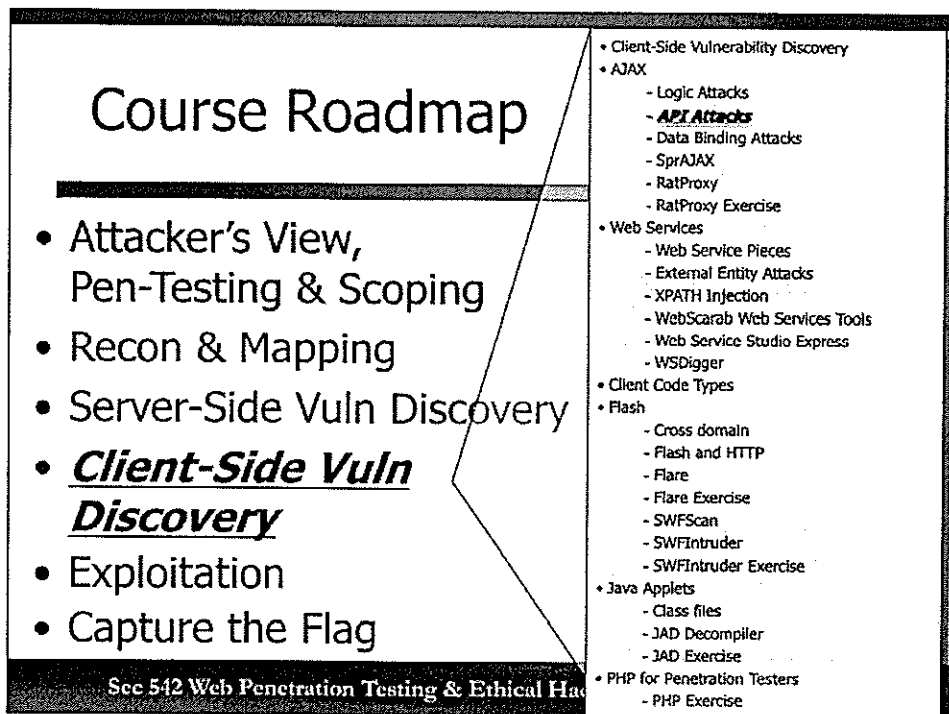 Course Roadmap
• Attacker's View,
Pen-Testing & Scoping
• Recon & Mapping
• Server-Side Vuln Discovery
• Client-Side Vuln
Discovery
• Exploitation
• Capture the Flag
Sec 542 Web Penetration Testing & Ethical Hac
• Client-Side Vulnerability Discovery
• AJAX
- Logic Attacks
- API Attacks
- Data Binding Attacks
- SprAJAX
- RatProxy
- RatProxy Exercise
• Web Services
- Web Service Pieces
- External Entity Attacks
- XPATH Injection
- WebScarab Web Services Tools
- Web Service Studio Express
- WSDigger
• Client Code Types
• Flash
- Cross domain
- Flash and HTTP
- Flare
- Flare Exercise
- SWFScan
- SWFIntruder
- SWFIntruder Exercise
• Java Applets
- Class files
- JAD Decompiler
- JAD Exercise
• PHP for Penetration Testers
- PHP Exercise